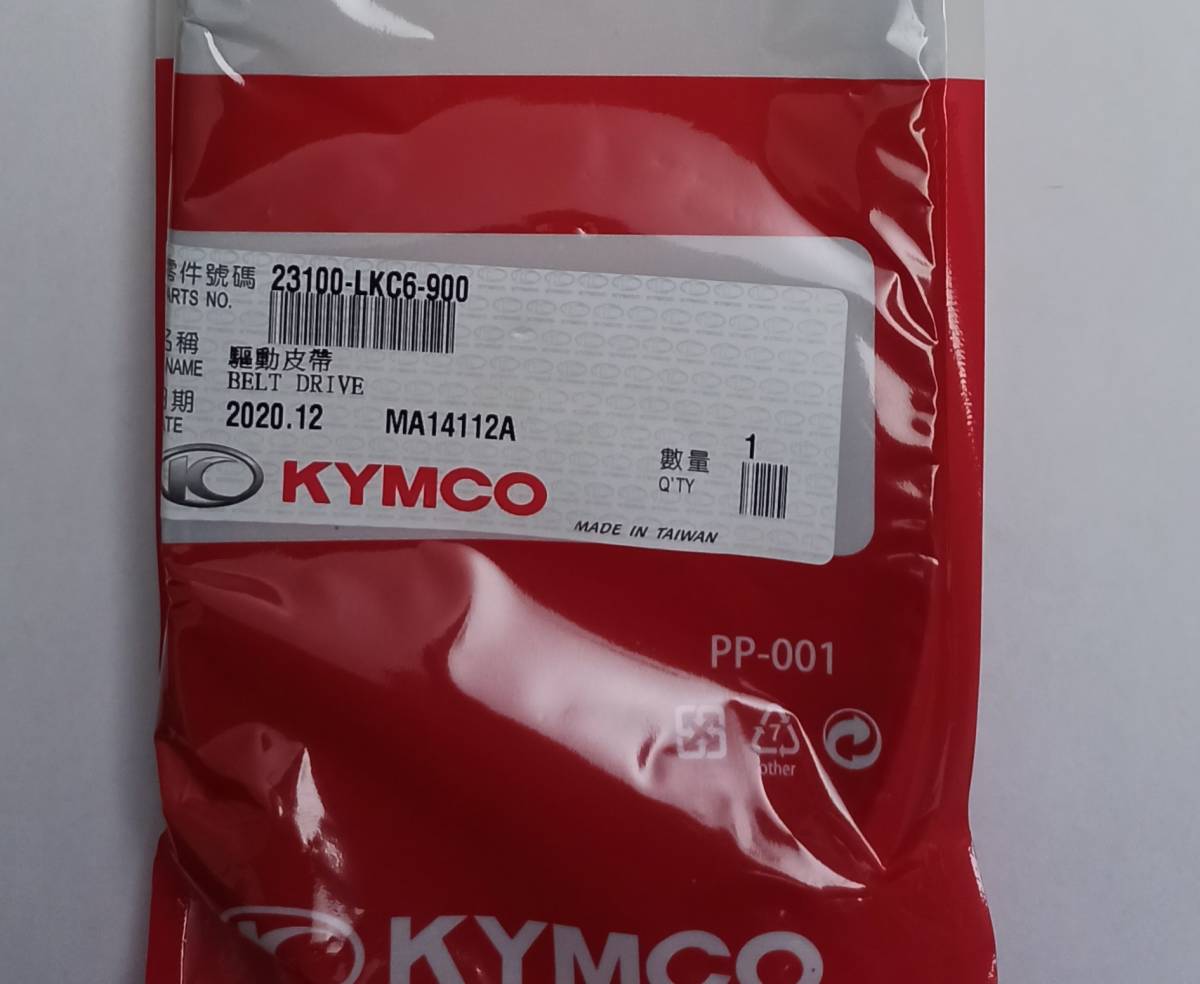 零件號碼 23100-LKC6-900
ARTS NO.
名稱 驅動皮帶
NAME BELT DRIVE
期 2020.12 MA14112A
TE
KYMCO
數量 1
Q'TY
MADE IN TAIWAN
PP-001
7
other
KYMCO